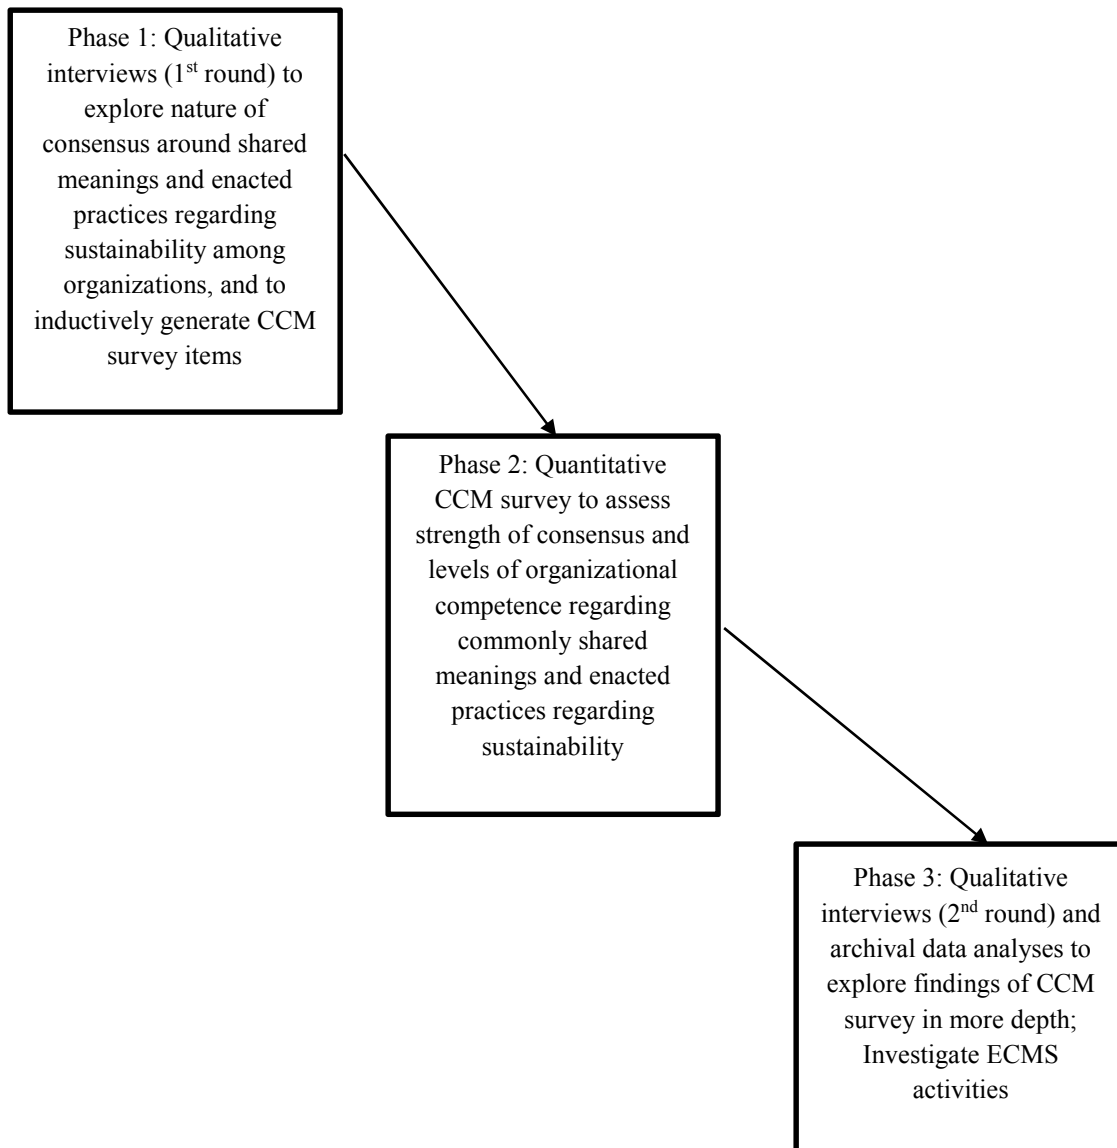 Phase 1: Qualitative
interviews (1st round) to
explore nature of
consensus around shared
meanings and enacted
practices regarding
sustainability among
organizations, and to
inductively generate CCM
survey items
Phase 2: Quantitative
CCM survey to assess
strength of consensus and
levels of organizational
competence regarding
commonly shared
meanings and enacted
practices regarding
sustainability
Phase 3: Qualitative
interviews (2nd round) and
archival data analyses to
explore findings of CCM
survey in more depth;
Investigate ECMS
activities